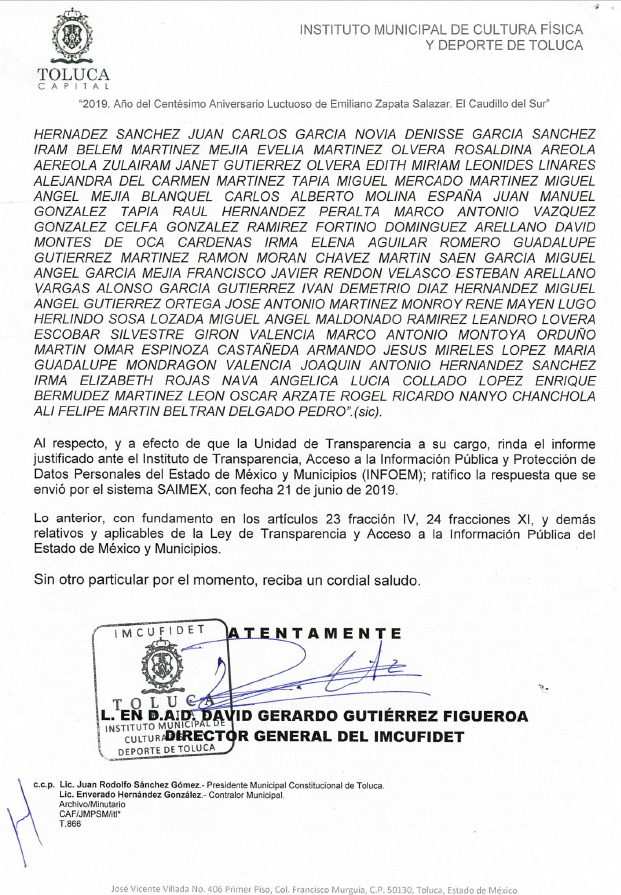 TOLUCA
CAPITAL
INSTITUTO MUNICIPAL DE CULTURA FÍSICA
Y DEPORTE DE TOLUCA
"2019. Año del Centésimo Aniversario Luctuoso de Emiliano Zapata Salazar. El Caudillo del Sur"
HERNADEZ SANCHEZ JUAN CARLOS GARCIA NOVIA DENISSE GARCIA SANCHEZ
IRAM BELEM MARTINEZ MEJIA EVELIA MARTINEZ OLVERA ROSALDINA AREOLA
AEREOLA ZULAIRAM JANET GUTIERREZ OLVERA EDITH MIRIAM LEONIDES LINARES
ALEJANDRA DEL CARMEN MARTINEZ TAPIA MIGUEL MERCADO MARTINEZ MIGUEL
ANGEL MEJIA BLANQUEL CARLOS ALBERTO MOLINA ESPAÑA JUAN MANUEL
GONZALEZ TAPIA RAUL HERNANDEZ PERALTA MARCO ANTONIO VAZQUEZ
GONZALEZ CELFA GONZALEZ RAMIREZ FORTINO DOMINGUEZ ARELLANO DAVID
MONTES DE OCA CARDENAS IRMA ELENA AGUILAR ROMERO GUADALUPE
GUTIERREZ MARTINEZ RAMON MORAN CHAVEZ MARTIN SAEN GARCIA MIGUEL
ANGEL GARCIA MEJIA FRANCISCO JAVIER RENDON VELASCO ESTEBAN ARELLANO
VARGAS ALONSO GARCIA GUTIERREZ IVAN DEMETRIO DIAZ HERNANDEZ MIGUEL
ANGEL GUTIERREZ ORTEGA JOSE ANTONIO MARTINEZ MONROY RENE MAYEN LUGO
HERLINDO SOSA LOZADA MIGUEL ANGEL MALDONADO RAMIREZ LEANDRO LOVERA
ESCOBAR SILVESTRE GIRON VALENCIA MARCO ANTONIO MONTOYA ORDUÑO
MARTIN OMAR ESPINOZA CASTAÑEDA ARMANDO JESUS MIRELES LOPEZ MARIA
GUADALUPE MONDRAGON VALENCIA JOAQUIN ANTONIO HERNANDEZ SANCHEZ
IRMA ELIZABETH ROJAS NAVA ANGELICA LUCIA COLLADO LOPEZ ENRIQUE
BERMUDEZ MARTINEZ LEON OSCAR ARZATE ROGEL RICARDO NANYO CHANCHOLA
ALI FELIPE MARTIN BELTRAN DELGADO PEDRO".(sic).
Al respecto, y a efecto de que la Unidad de Transparencia a su cargo, rinda el informe
justificado ante el Instituto de Transparencia, Acceso a la Información Pública y Protección de
Datos Personales del Estado de México y Municipios (INFOEM); ratifico la respuesta que se
envió por el sistema SAIMEX, con fecha 21 de junio de 2019.
Lo anterior, con fundamento en los artículos 23 fracción IV, 24 fracciones XI, y demás
relativos y aplicables de la Ley de Transparencia y Acceso a la Información Pública del
Estado de México y Municipios.
Sin otro particular por el momento, reciba un cordial saludo.
IMCUFIDET
ATENTAMENTE
TOLUCA
L. EN D.A.D. DAVID GERARDO GUTIÉRREZ FIGUEROA
INSTITUTO MUNICIPAL DE
CULTURA
DIRECTOR GENERAL DEL IMCUFIDET
DEPORTE DE TOLUCA
c.c.p. Lic. Juan Rodolfo Sánchez Gómez.- Presidente Municipal Constitucional de Toluca.
Lic. Enverado Hernández González.- Contralor Municipal.
Archivo/Minutario
CAF/JMPSM/itl*
T.866
José Vicente Villada No. 406 Primer Piso, Col. Francisco Murguía, C.P. 50130, Toluca, Estado de México